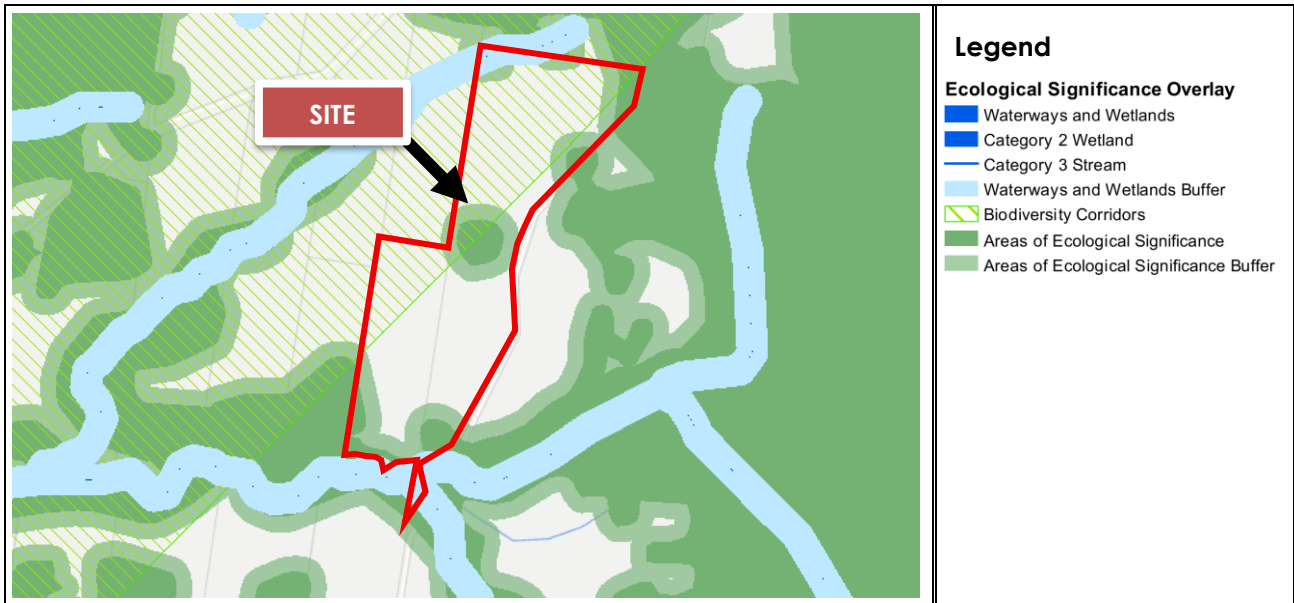 SITE
Legend
Ecological Significance Overlay
Waterways and Wetlands
Category 2 Wetland
Category 3 Stream
Waterways and Wetlands Buffer
Biodiversity Corridors
Areas of Ecological Significance
Areas of Ecological Significance Buffer